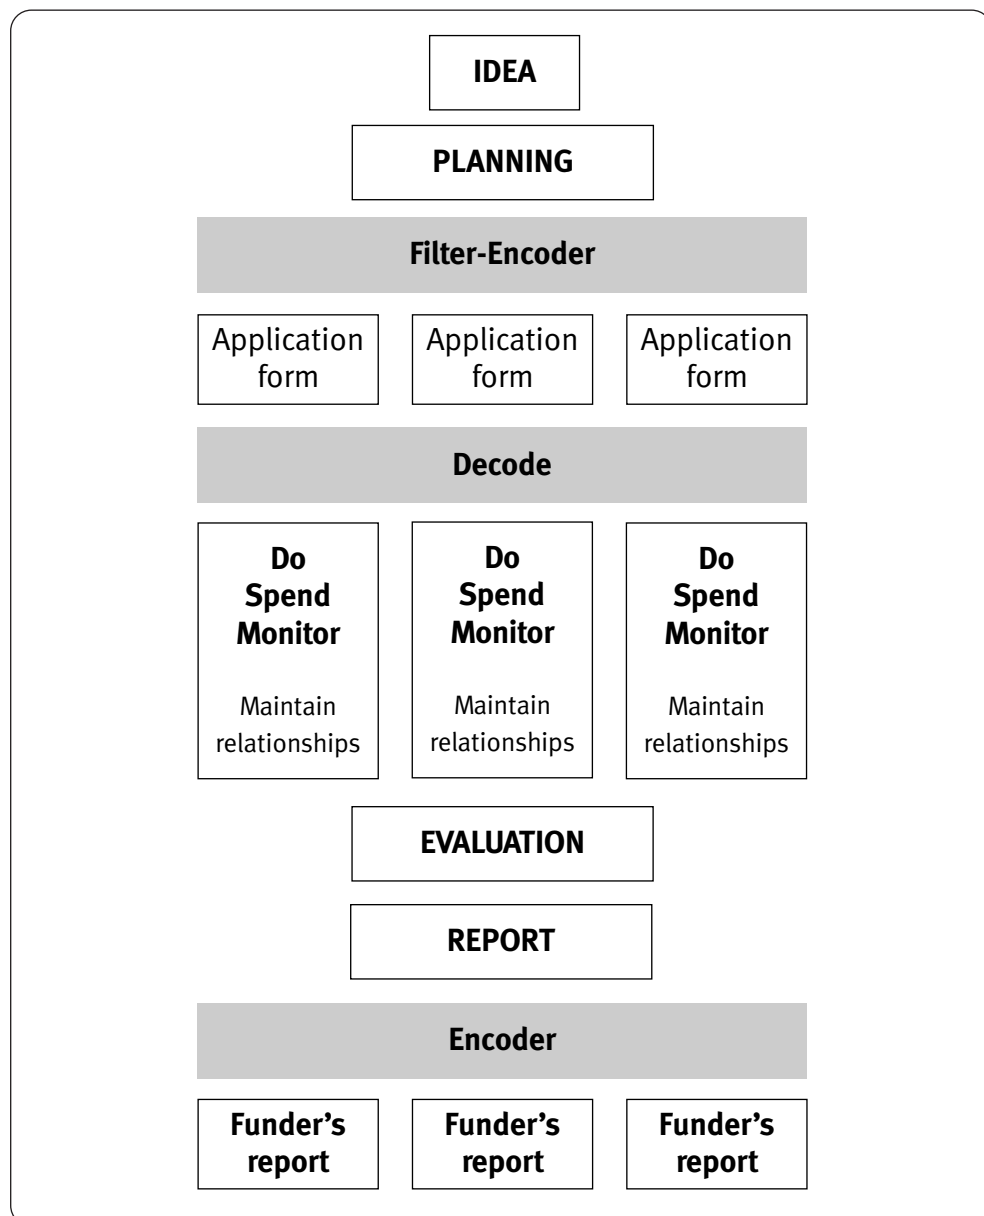 IDEA
PLANNING
Filter-Encoder
Application
form
Application
form
Application
form
Decode
Do
Spend
Monitor
Maintain
relationships
Do
Spend
Monitor
Maintain
relationships
Do
Spend
Monitor
Maintain
relationships
EVALUATION
REPORT
Encoder
Funder’s
report
Funder’s
report
Funder’s
report